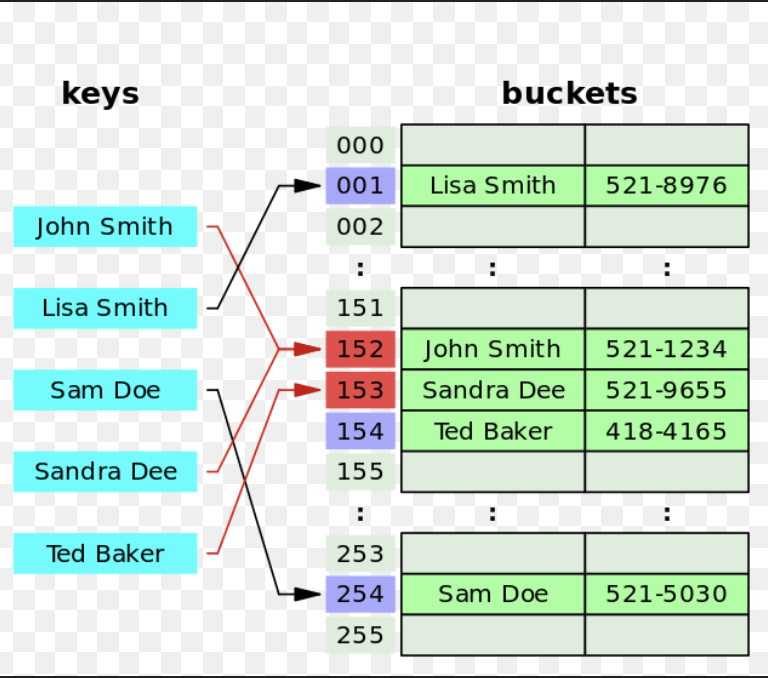 keys
buckets
000
001 Lisa Smith 521-8976
John Smith
002
: : :
Lisa Smith
151
152 John Smith 521-1234
Sam Doe
153 Sandra Dee 521-9655
154 Ted Baker 418-4165
Sandra Dee
155
: : :
Ted Baker
253
254 Sam Doe 521-5030
255